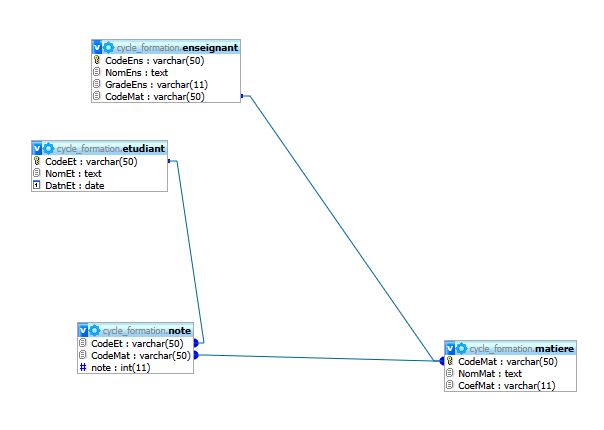 cycle_formation.enseignant
CodeEns : varchar(50)
NomEns : text
GradeEns : varchar(11)
CodeMat : varchar(50)
cycle_formation.etudiant
CodeEt : varchar(50)
NomEt : text
DatnEt : date
cycle_formation.note
CodeEt : varchar(50)
CodeMat : varchar(50)
# note : int(11)
cycle_formation.matiere
CodeMat : varchar(50)
NomMat : text
CoefMat : varchar(11)